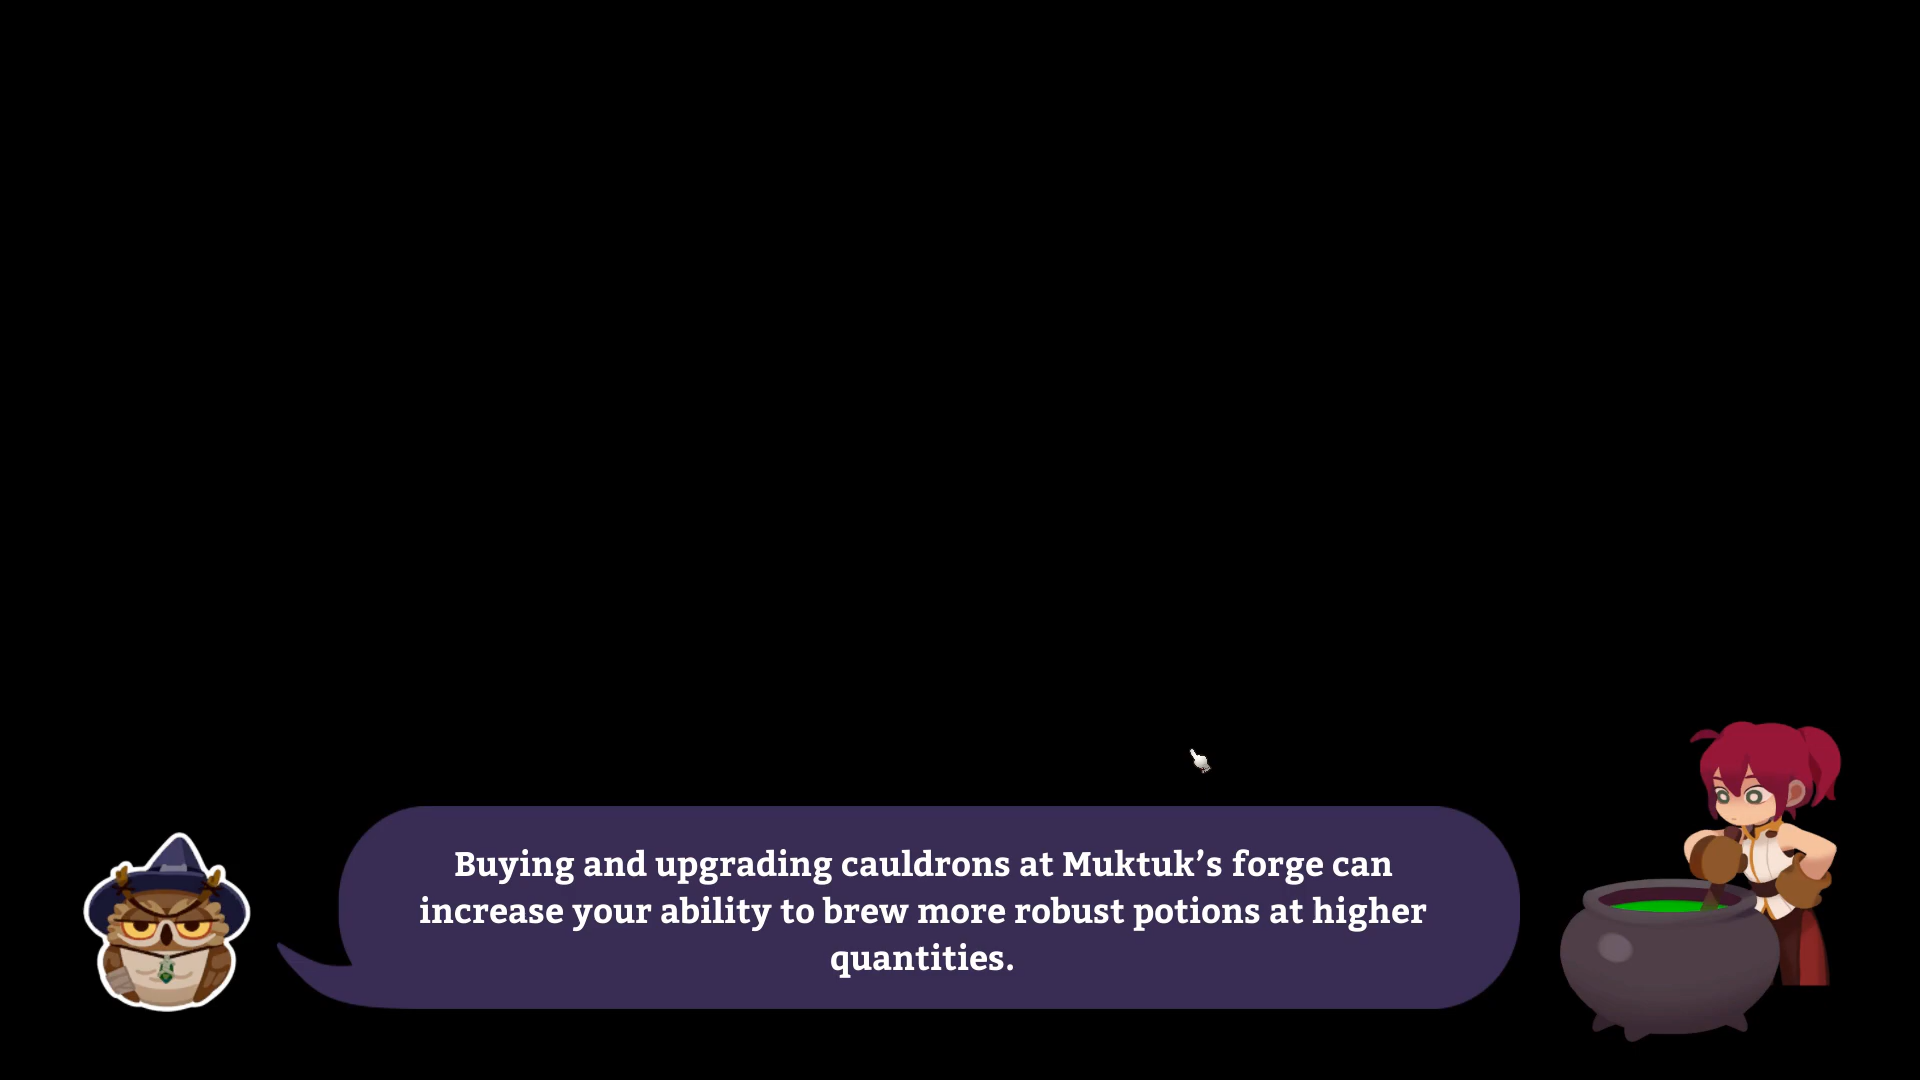 Buying and upgrading cauldrons at Muktuk’s forge can
increase your ability to brew more robust potions at higher
quantities.